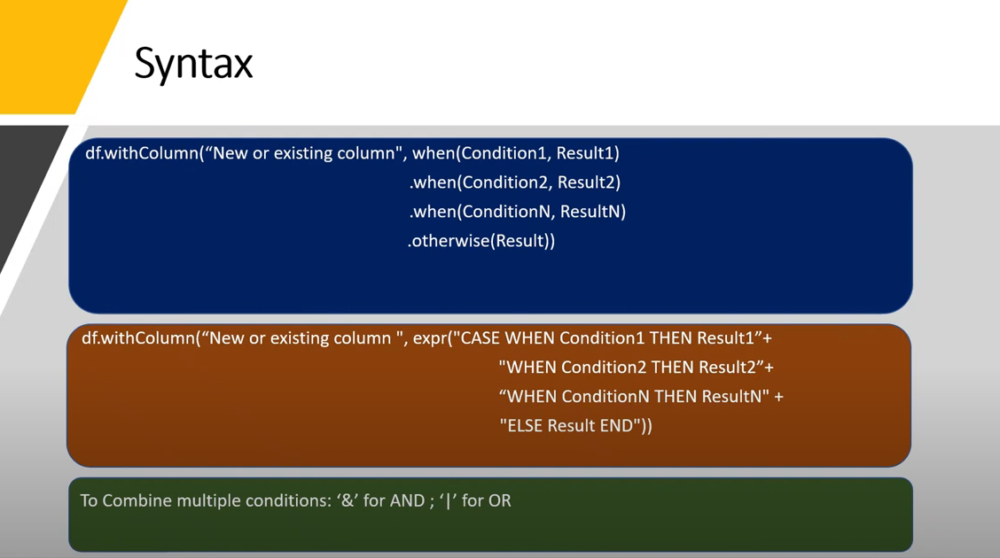 Syntax
df.withColumn(“New or existing column", when(Condition1, Result1)
.when(Condition2, Result2)
.when(ConditionN, ResultN)
.otherwise(Result))
df.withColumn(“New or existing column ", expr("CASE WHEN Condition1 THEN Result1”+
"WHEN Condition2 THEN Result2”+
“WHEN ConditionN THEN ResultN" +
"ELSE Result END"))
To Combine multiple conditions: ‘&’ for AND ; ‘|’ for OR